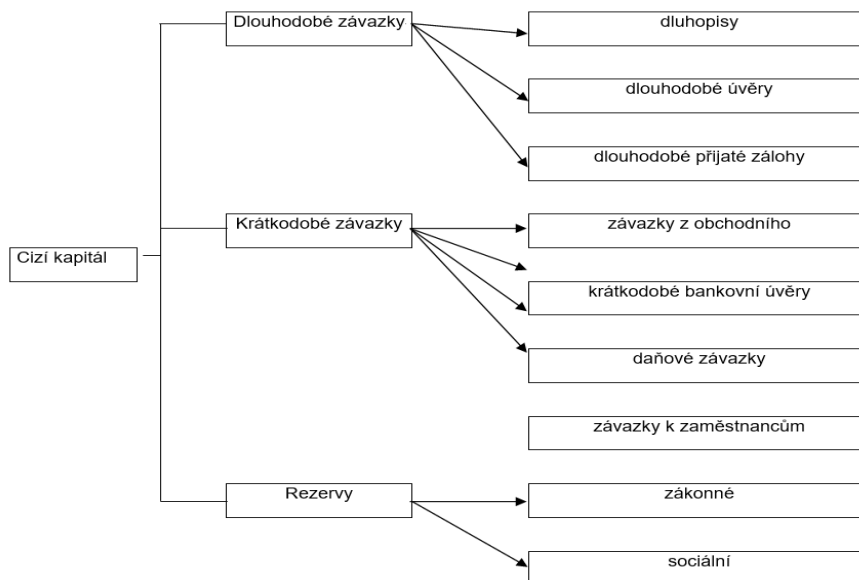 Dlouhodobé závazky
dluhopisy
dlouhodobé úvěry
dlouhodobé přijaté zálohy
Krátkodobé závazky
závazky z obchodního
Cizí kapitál
krátkodobé bankovní úvěry
daňové závazky
závazky k zaměstnancům
Rezervy
zákonné
sociální